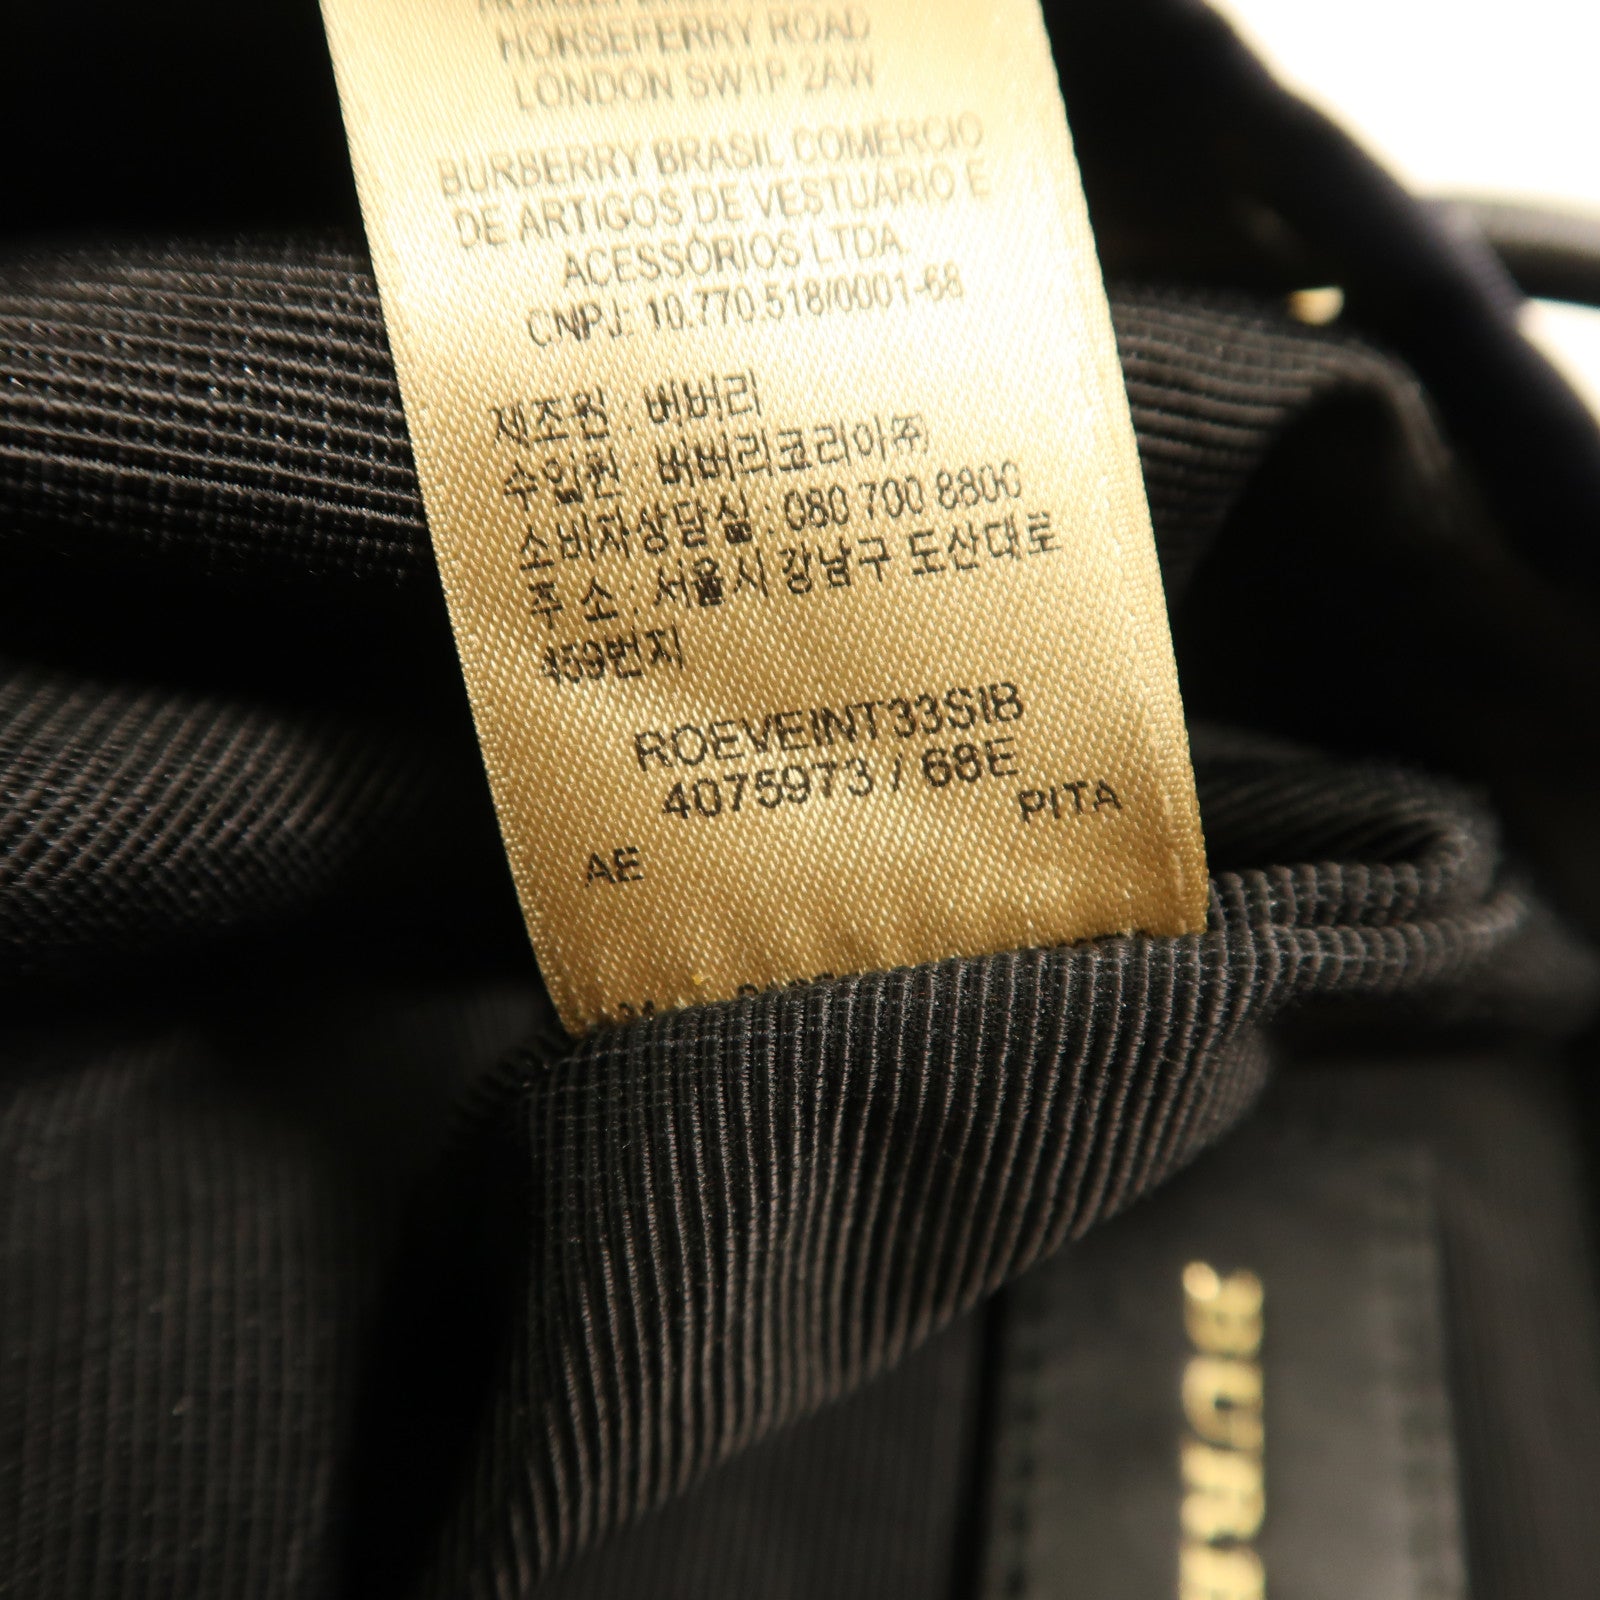 HORSEFERRY ROAD
LONDON SW1P 2AW
BURBERRY BRASIL COMÉRCIO
DE ARTIGOS DE VESTUÁRIO E
ACESSÓRIOS LTDA
CNPJ: 10.770.518/0001-68
제조원 : 버버리
수입원 : 버버리코리아(주)
소비자상담실 : 080 700 8800
주 소 : 서울시 강남구 도산대로
459번지
ROEVEINT33SIB
4075973 / 68E
PITA
AE